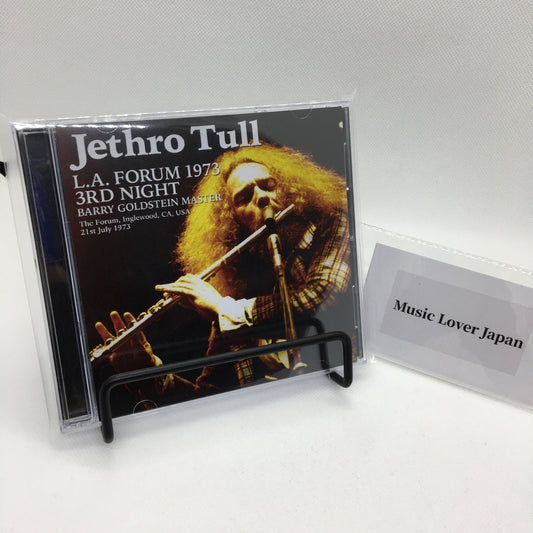 Jethro Tull
L.A. FORUM 1973
3RD NIGHT
BARRY GOLDSTEIN MASTER
The Forum, Inglewood, CA, USA
21st July 1973
Music Lover Japan